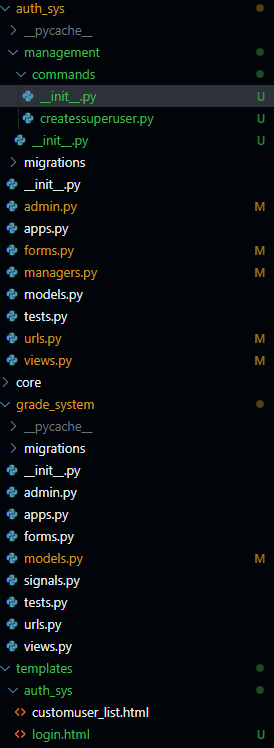 auth_sys
__pycache__
management
commands
__init__.py U
createssuperuser.py U
__init__.py U
migrations
__init__.py
admin.py M
apps.py
forms.py M
managers.py M
models.py
tests.py
urls.py M
views.py M
core
grade_system
__pycache__
migrations
__init__.py
admin.py
apps.py
forms.py
models.py M
signals.py
tests.py
urls.py
views.py
templates
auth_sys
customuser_list.html
login.html U